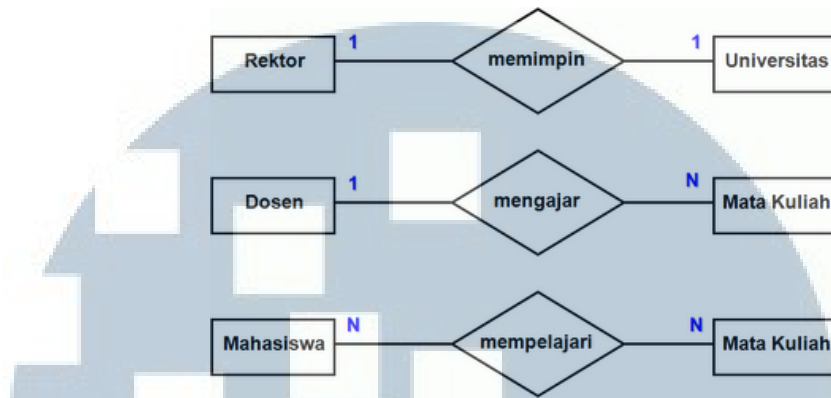 Rektor 1 memimpin 1 Universitas
Dosen 1 mengajar N Mata Kuliah
Mahasiswa N mempelajari N Mata Kuliah